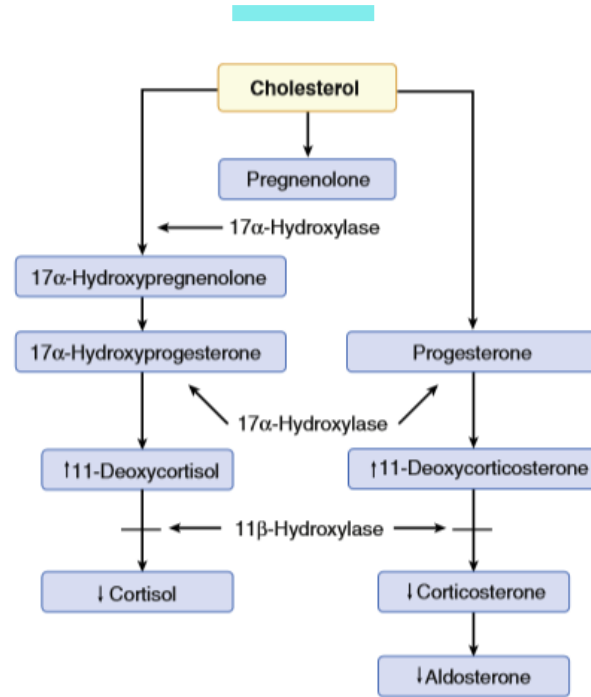 Cholesterol
Pregnenolone
17α-Hydroxylase
17α-Hydroxypregnenolone
17α-Hydroxyprogesterone
Progesterone
17α-Hydroxylase
↑11-Deoxycortisol
↑11-Deoxycorticosterone
11β-Hydroxylase
↓Cortisol
↓Corticosterone
↓Aldosterone